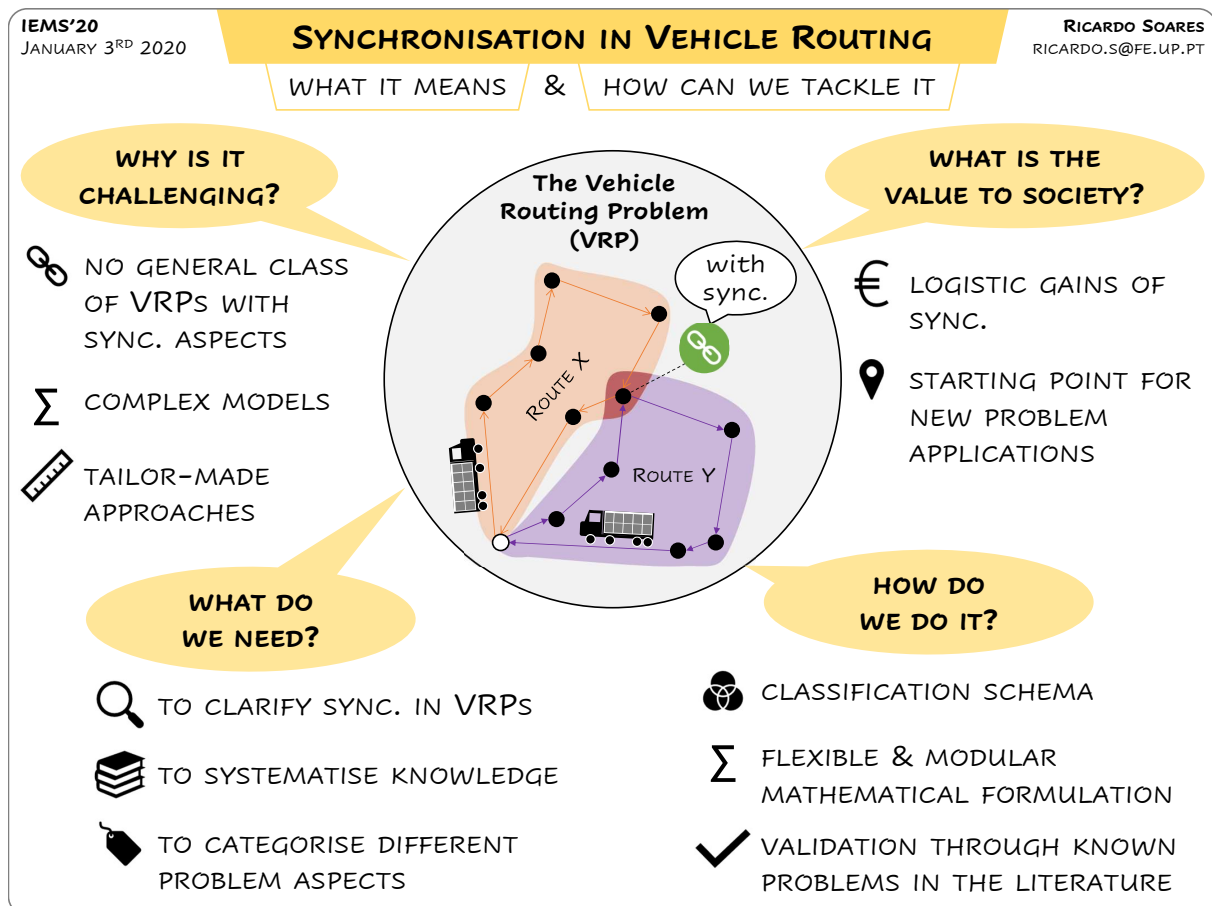 IEMS'20
JANUARY 3RD 2020
SYNCHRONISATION IN VEHICLE ROUTING
RICARDO SOARES
RICARDO.S@FE.UP.PT
WHAT IT MEANS & HOW CAN WE TACKLE IT
WHY IS IT
CHALLENGING?
NO GENERAL CLASS
OF VRPS WITH
SYNC. ASPECTS
COMPLEX MODELS
TAILOR-MADE
APPROACHES
The Vehicle
Routing Problem
(VRP)
with
sync.
ROUTE X
ROUTE Y
WHAT IS THE
VALUE TO SOCIETY?
€
LOGISTIC GAINS OF
SYNC.
STARTING POINT FOR
NEW PROBLEM
APPLICATIONS
WHAT DO
WE NEED?
TO CLARIFY SYNC. IN VRPS
TO SYSTEMATISE KNOWLEDGE
TO CATEGORISE DIFFERENT
PROBLEM ASPECTS
HOW DO
WE DO IT?
CLASSIFICATION SCHEMA
Σ
FLEXIBLE & MODULAR
MATHEMATICAL FORMULATION
VALIDATION THROUGH KNOWN
PROBLEMS IN THE LITERATURE